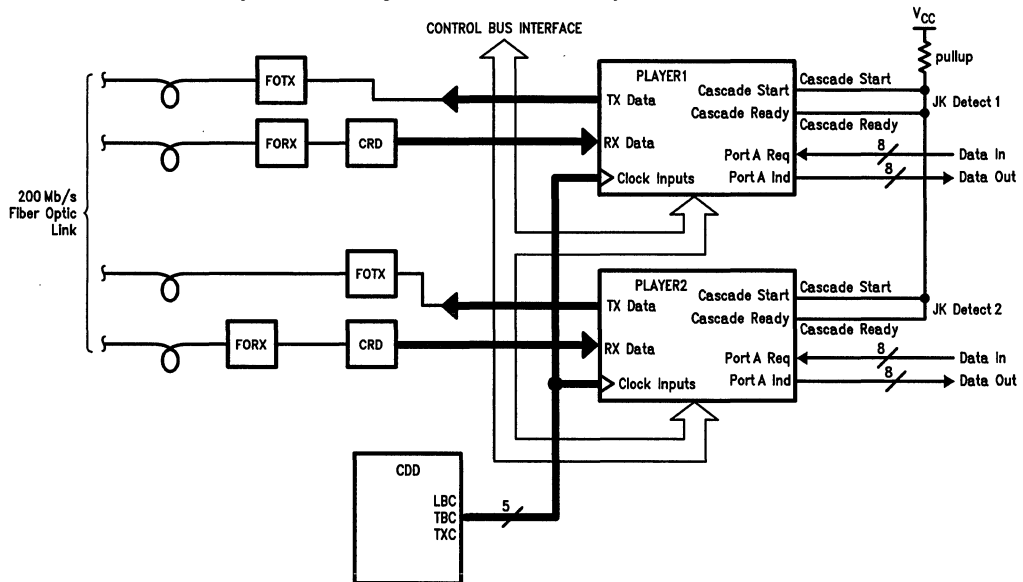 CONTROL BUS INTERFACE
VCC
pullup
FOTX
PLAYER1
TX Data
Cascade Start
Cascade Start
Cascade Ready
JK Detect 1
Cascade Ready
FORX
CRD
RX Data
Port A Req
8
Data In
Clock Inputs
Port A Ind
8
Data Out
200 Mb/s
Fiber Optic
Link
FOTX
PLAYER2
TX Data
Cascade Start
Cascade Start
Cascade Ready
JK Detect 2
Cascade Ready
FORX
CRD
RX Data
Port A Req
8
Data In
Clock Inputs
Port A Ind
8
Data Out
CDD
LBC
TBC
TXC
5